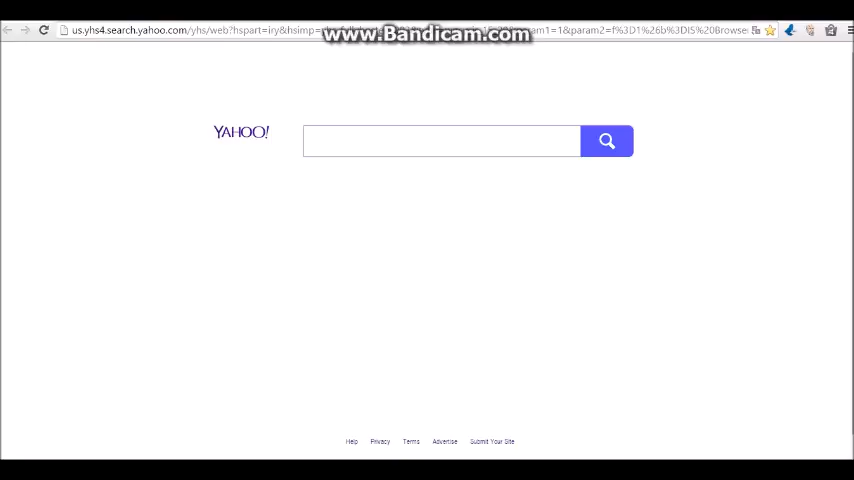 www.Bandicam.com
us.yhs4.search.yahoo.com/yhs/web?hspart=iry&hsimp= param1=1&param2=f%3D1%26b%3DIS%20Browse
YAHOO!
Help Privacy Terms Advertise Submit Your Site